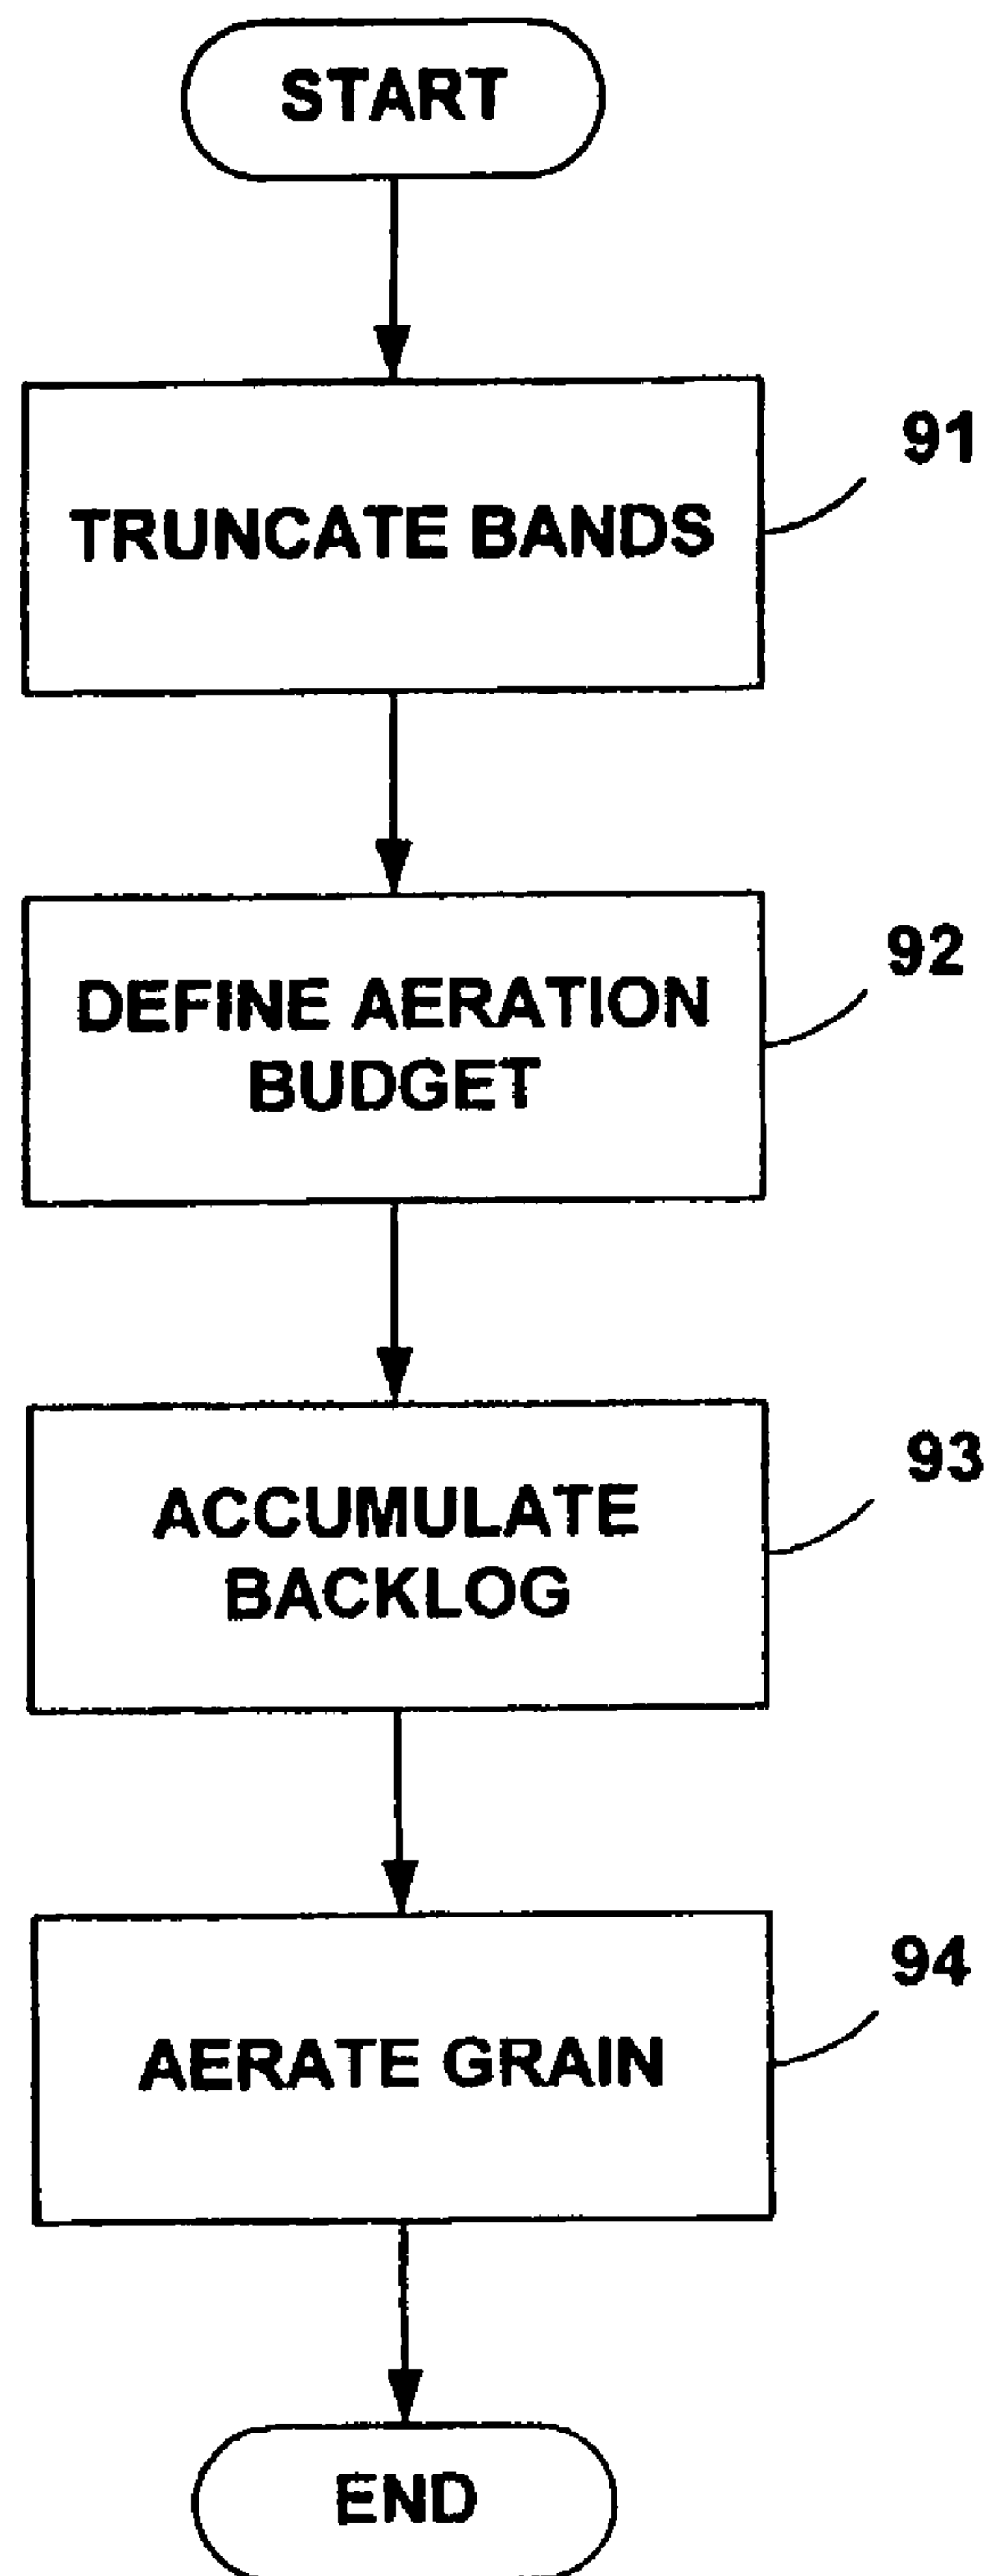 START
TRUNCATE BANDS
91
DEFINE AERATION
BUDGET
92
ACCUMULATE
BACKLOG
93
AERATE GRAIN
94
END